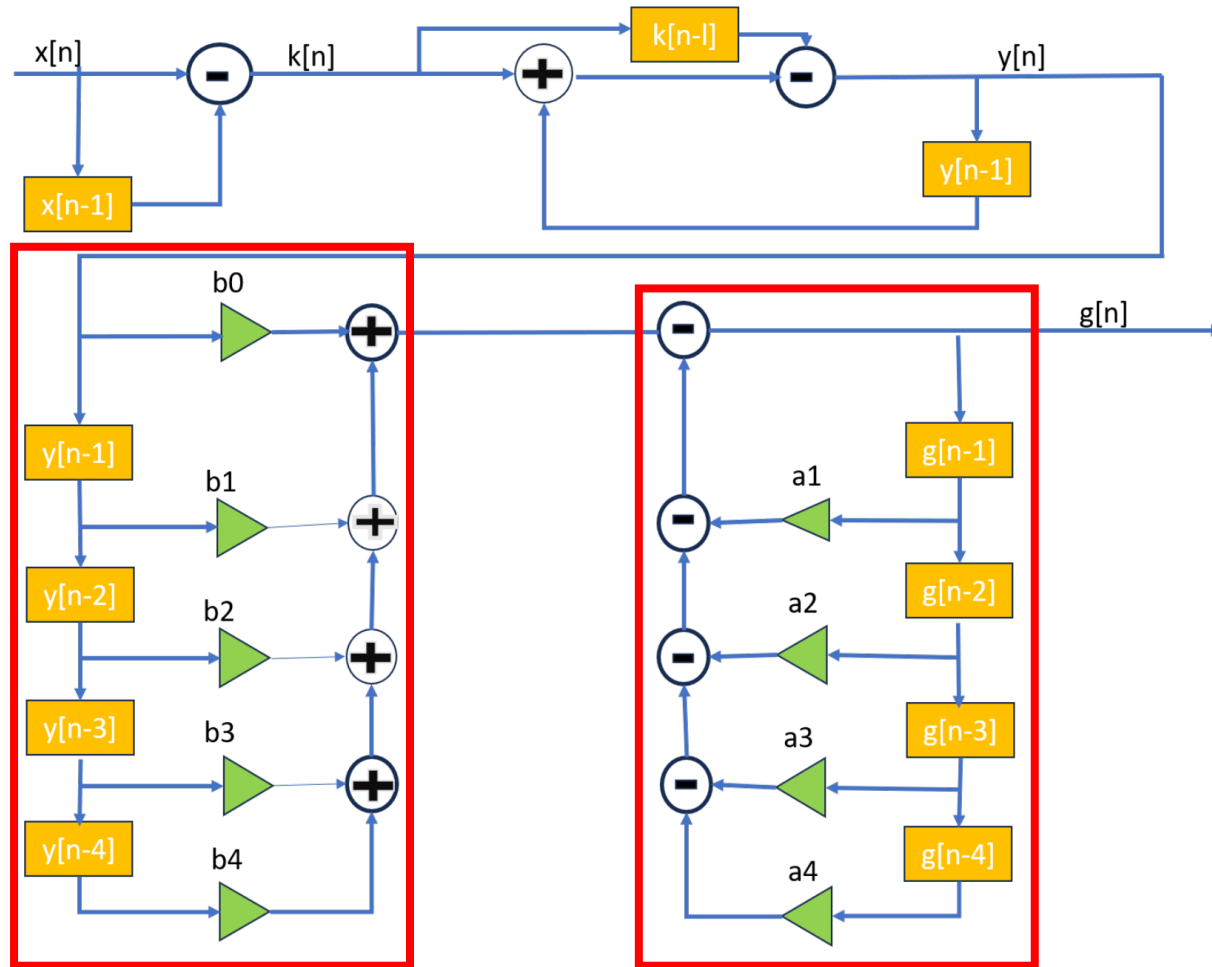 x[n]
-
k[n]
+
k[n-l]
-
y[n]
x[n-1]
y[n-1]
b0
+
-
g[n]
y[n-1]
b1
+
a1
-
g[n-1]
y[n-2]
b2
+
a2
-
g[n-2]
y[n-3]
b3
+
a3
-
g[n-3]
y[n-4]
b4
a4
g[n-4]